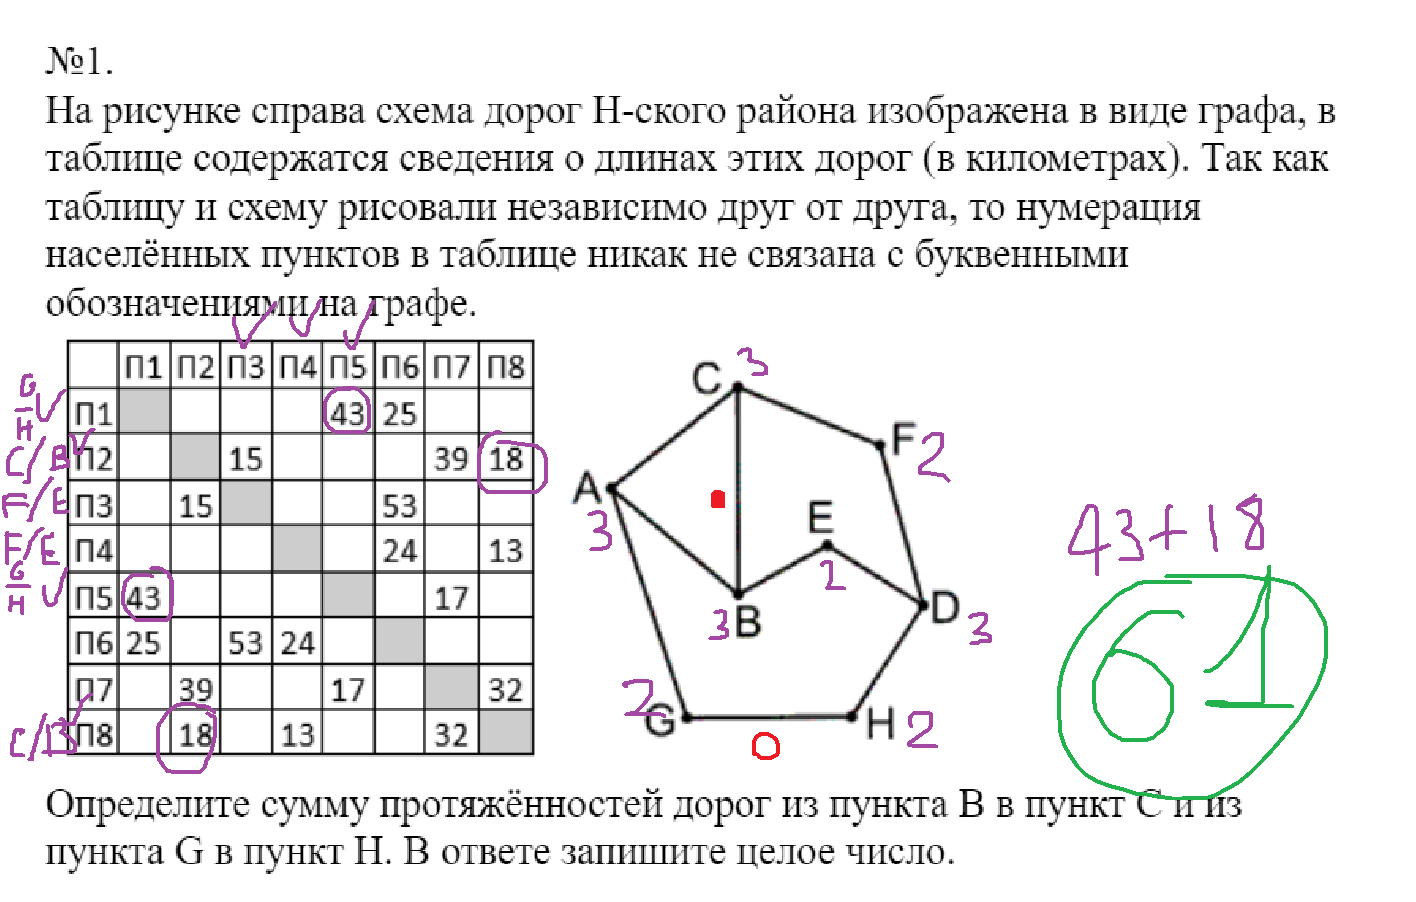 №1.
На рисунке справа схема дорог Н-ского района изображена в виде графа, в
таблице содержатся сведения о длинах этих дорог (в километрах). Так как
таблицу и схему рисовали независимо друг от друга, то нумерация
населённых пунктов в таблице никак не связана с буквенными
обозначениями на графе.
П1 П2 П3 П4 П5 П6 П7 П8
G/H П1 43 25
C/B П2 15 39 18
F/E П3 15 53
F/E П4 24 13
G/H П5 43 17
П6 25 53 24
П7 39 17 32
C/B П8 18 13 32
C 3
F 2
A 3
E 2
B 3
D 3
G 2
H 2
0
43+18
61
Определите сумму протяжённостей дорог из пункта B в пункт C и из
пункта G в пункт H. В ответе запишите целое число.